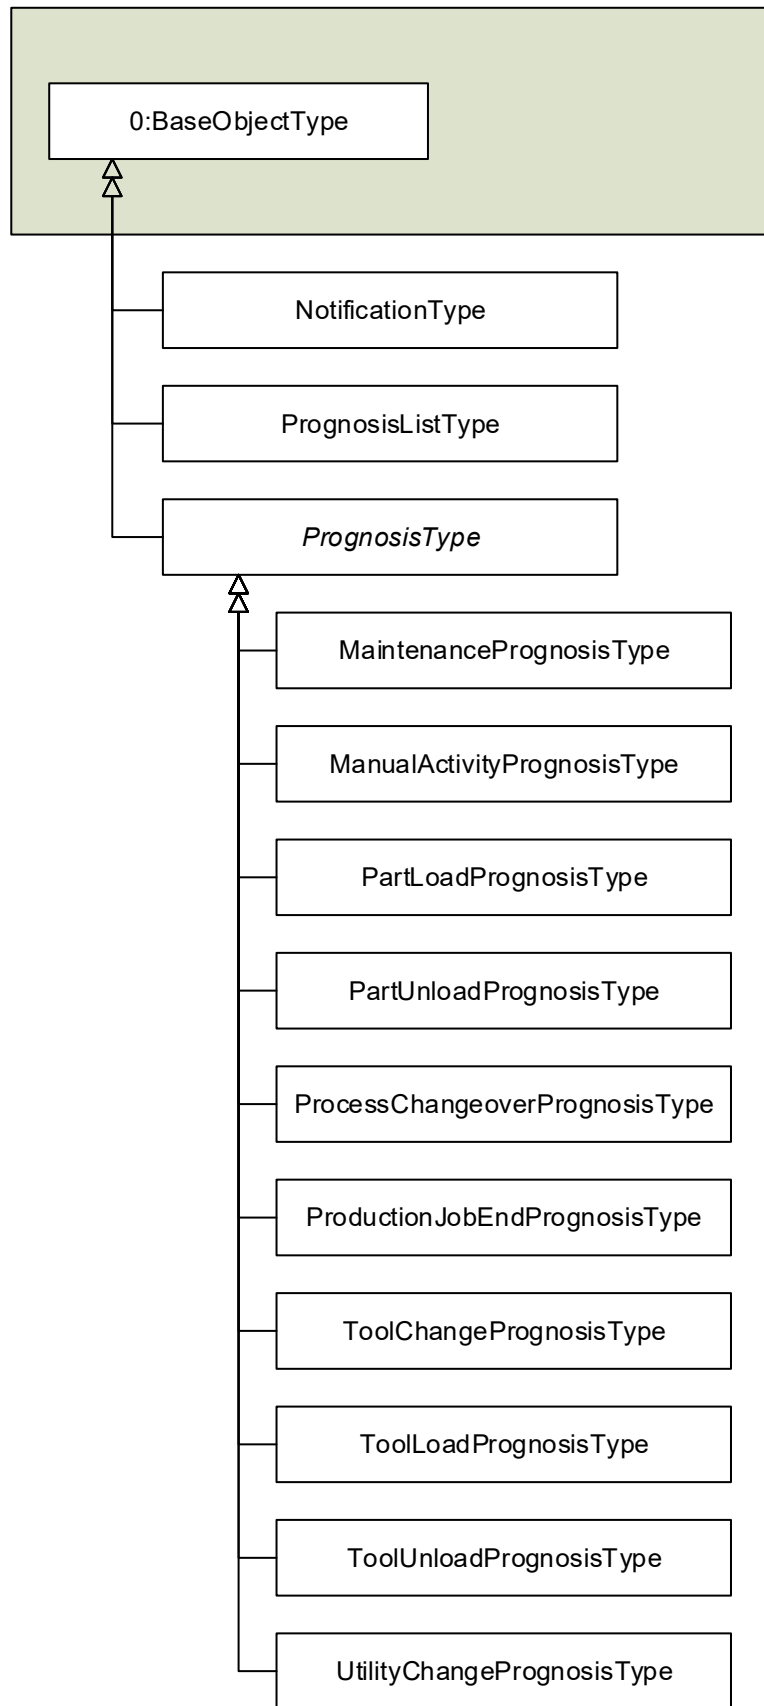 0:BaseObjectType
NotificationType
PrognosisListType
PrognosisType
MaintenancePrognosisType
ManualActivityPrognosisType
PartLoadPrognosisType
PartUnloadPrognosisType
ProcessChangeoverPrognosisType
ProductionJobEndPrognosisType
ToolChangePrognosisType
ToolLoadPrognosisType
ToolUnloadPrognosisType
UtilityChangePrognosisType